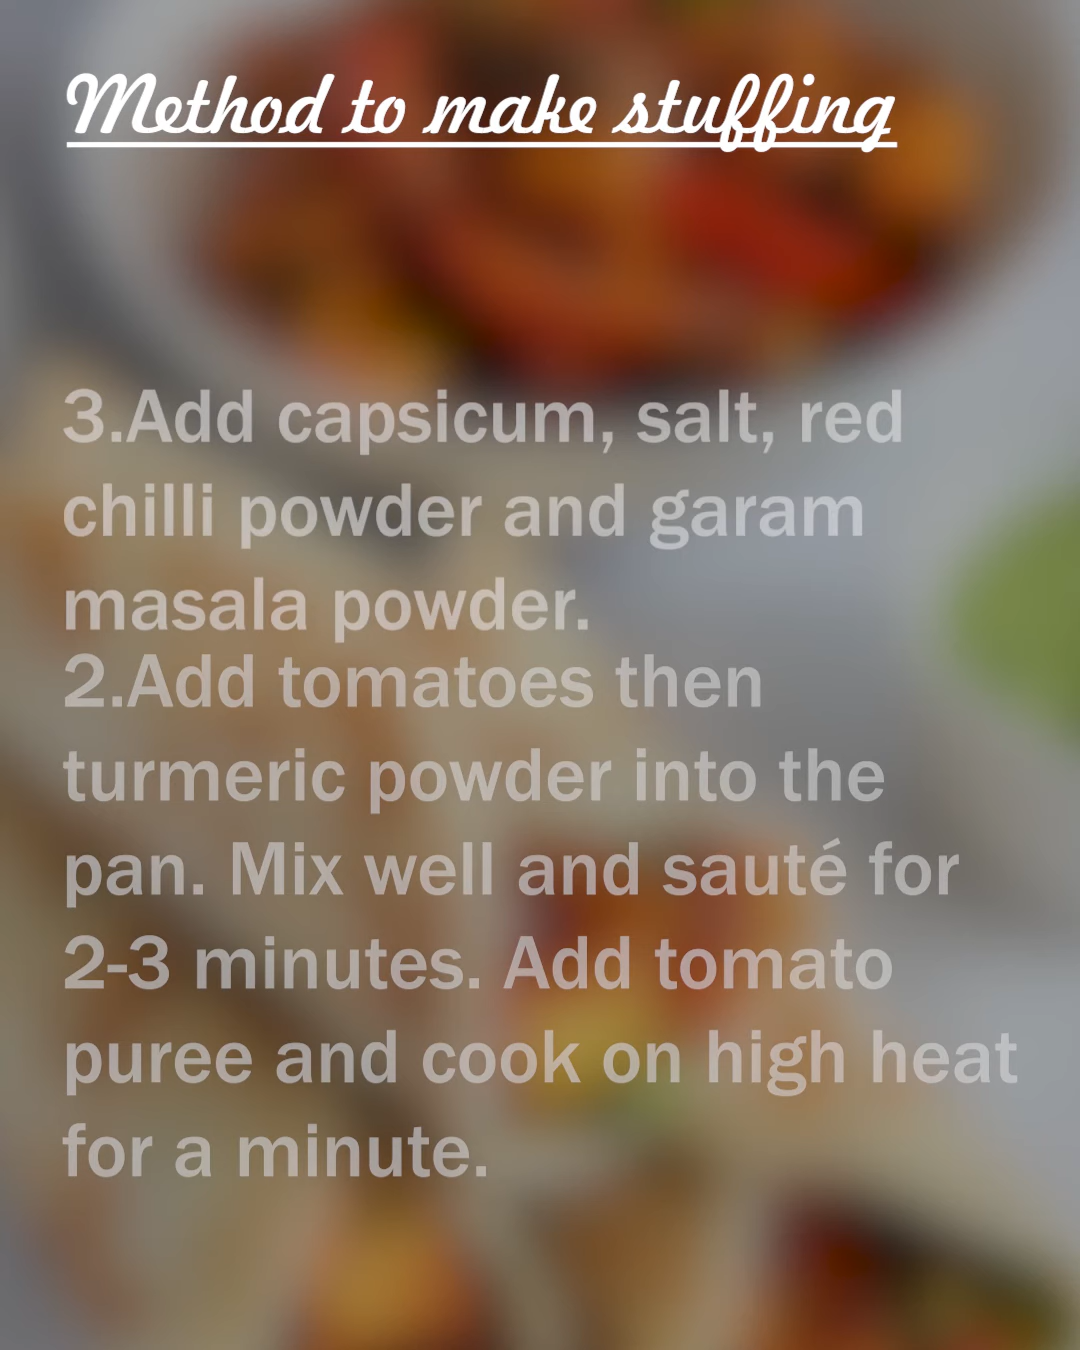 Method to make stuffing
3.Add capsicum, salt, red
chilli powder and garam
masala powder.
2.Add tomatoes then
turmeric powder into the
pan. Mix well and sauté for
2-3 minutes. Add tomato
puree and cook on high heat
for a minute.